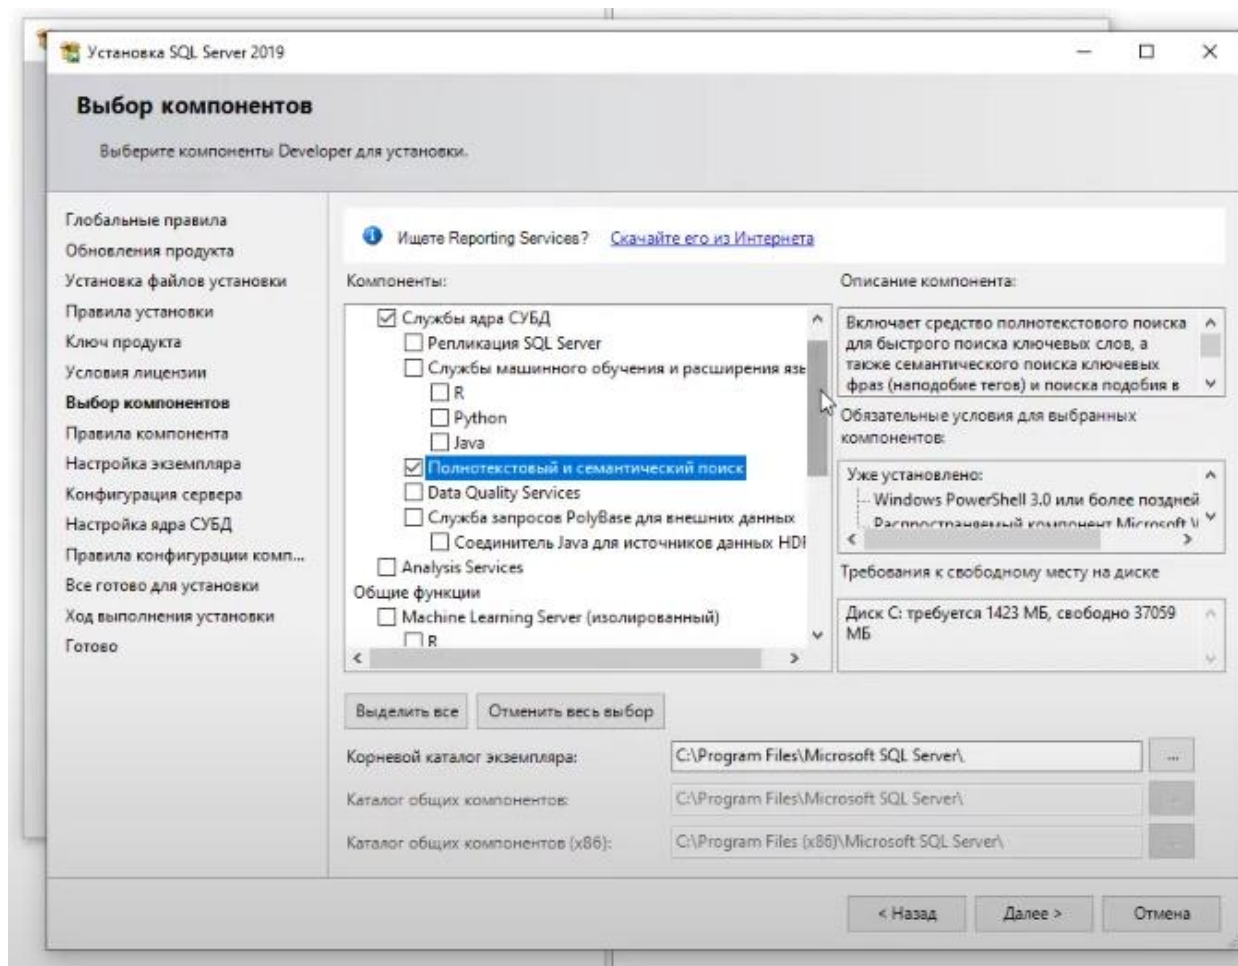 Установка SQL Server 2019
Выбор компонентов
Выберите компоненты Developer для установки.
Глобальные правила
Обновления продукта
Установка файлов установки
Правила установки
Ключ продукта
Условия лицензии
Выбор компонентов
Правила компонента
Настройка экземпляра
Конфигурация сервера
Настройка ядра СУБД
Правила конфигурации комп...
Все готово для установки
Ход выполнения установки
Готово
Ищете Reporting Services? Скачайте его из Интернета
Компоненты:
Службы ядра СУБД
Репликация SQL Server
Службы машинного обучения и расширения язы
R
Python
Java
Полнотекстовый и семантический поиск
Data Quality Services
Служба запросов PolyBase для внешних данных
Соединитель Java для источников данных HDF
Analysis Services
Общие функции
Machine Learning Server (изолированный)
R
Описание компонента:
Включает средство полнотекстового поиска
для быстрого поиска ключевых слов, а
также семантического поиска ключевых
фраз (наподобие тегов) и поиска подобия в
Обязательные условия для выбранных
компонентов:
Уже установлено:
Windows PowerShell 3.0 или более поздней
Распространяемый компонент Microsoft V
Требования к свободному месту на диске
Диск C: требуется 1423 МБ, свободно 37059
МБ
Выделить все
Отменить весь выбор
Корневой каталог экземпляра: C:\Program Files\Microsoft SQL Server\ ...
Каталог общих компонентов: C:\Program Files\Microsoft SQL Server\ ...
Каталог общих компонентов (x86): C:\Program Files (x86)\Microsoft SQL Server\ ...
< Назад
Далее >
Отмена